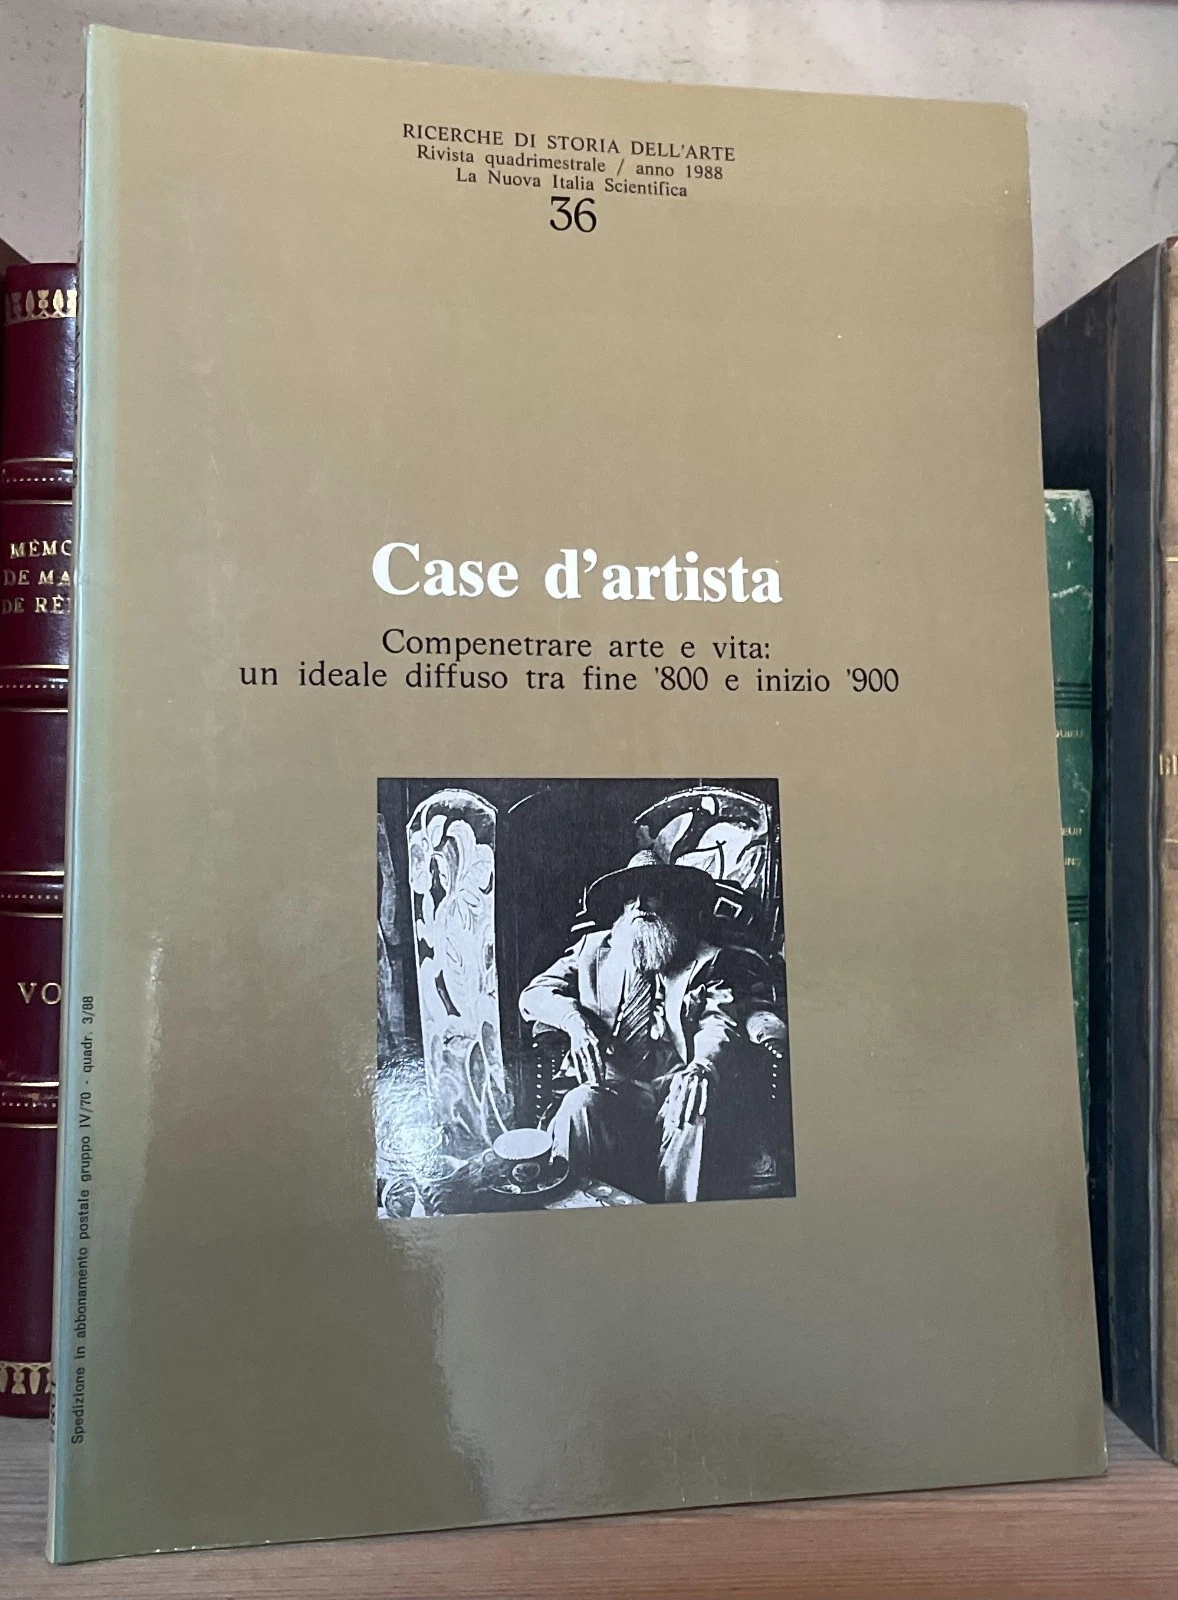 RICERCHE DI STORIA DELL'ARTE
Rivista quadrimestrale / anno 1988
La Nuova Italia Scientifica
36
Case d'artista
Compenetrare arte e vita:
un ideale diffuso tra fine '800 e inizio '900
Spedizione in abbonamento postale gruppo IV/70 - quadr. 3/88
MÉMO
DE MA
DE RÉ
VO